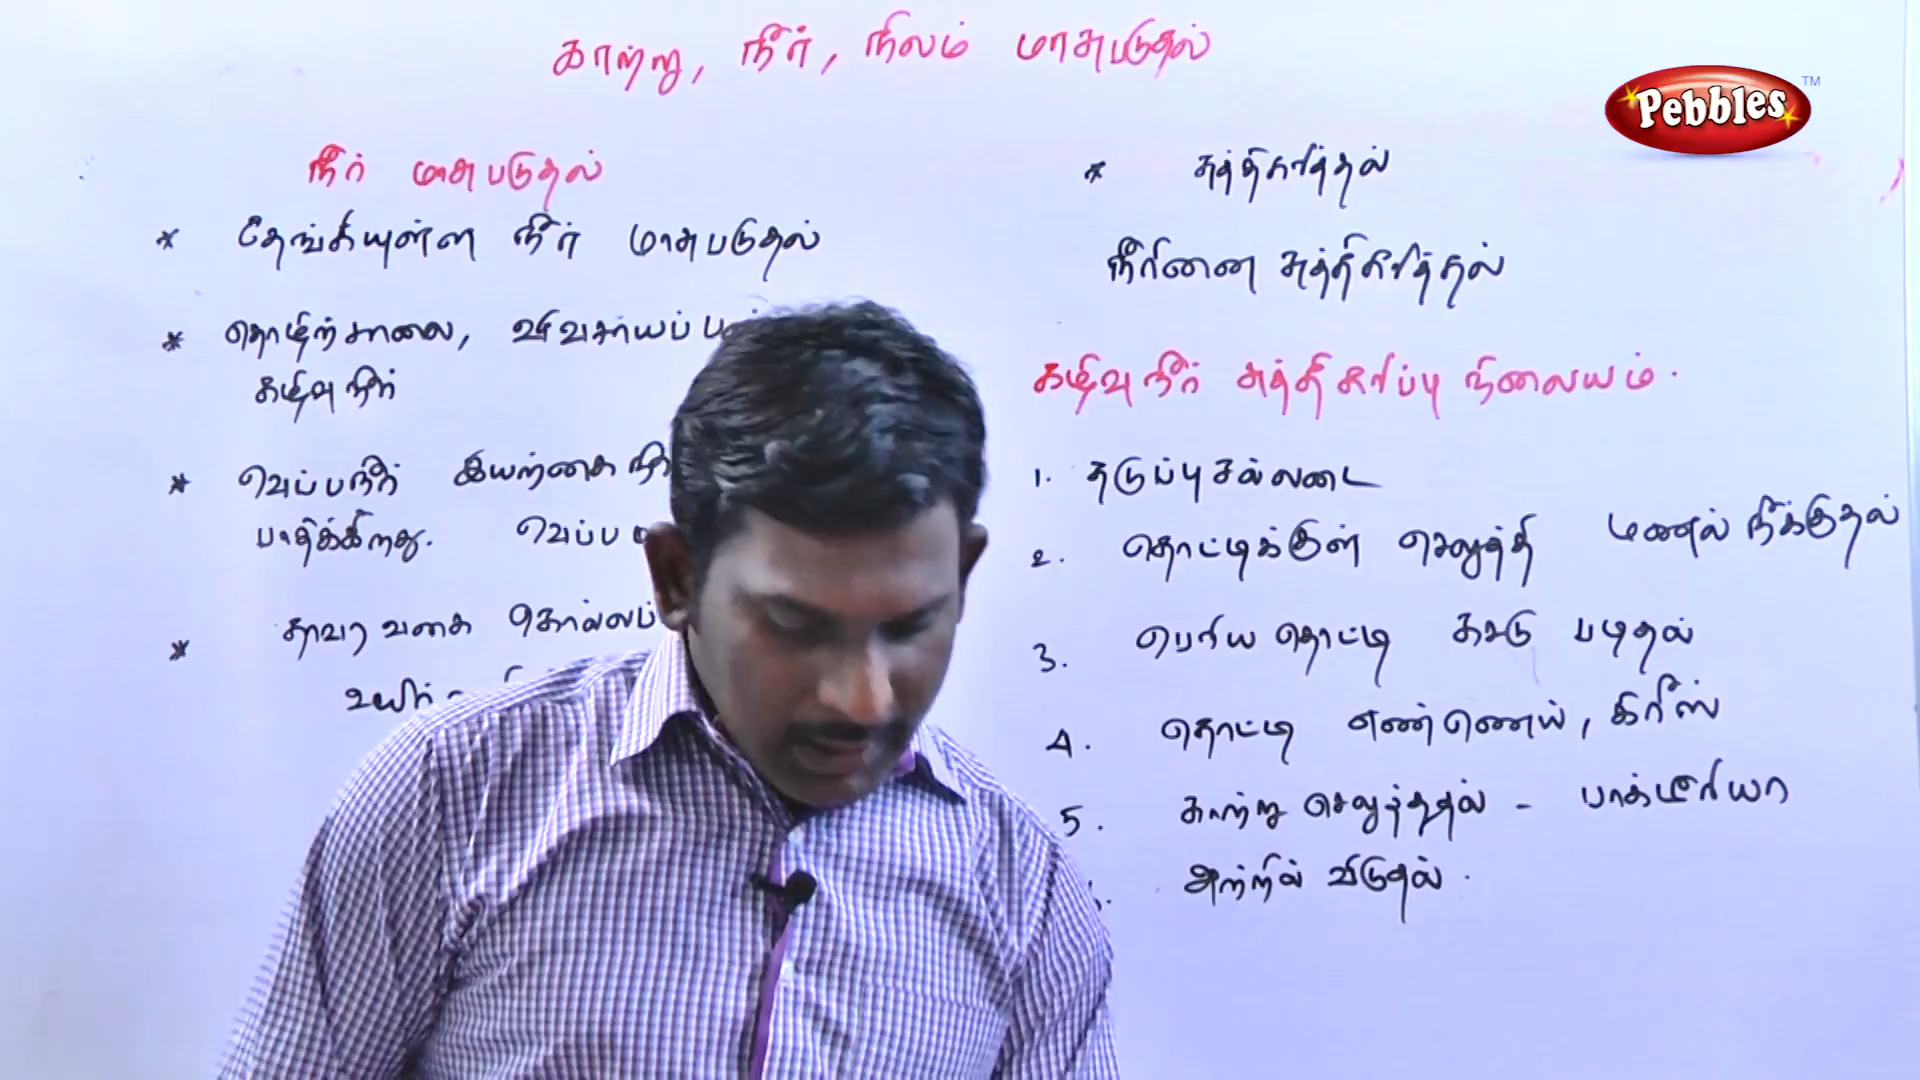 காற்று, நீர், நிலம் மாசுபடுதல்
நீர் மாசுபடுதல்
* தேங்கியுள்ள நீர் மாசுபடுதல்
* தொழிற்சாலை, விவசாயப்
கழிவு நீர்
* வெப்பநீர் இயற்கை
பாதிக்கிறது. வெப்ப
* தாவர வகை
* சுத்திகரித்தல்
நீரினை சுத்திகரித்தல்
கழிவு நீர் சுத்திகரிப்பு நிலையம்.
1. தடுப்பு சல்லடை
2. தொட்டிக்குள் செலுத்தி மணல் நீக்குதல்
3. பெரிய தொட்டி கசடு படிதல்
4. தொட்டி எண்ணெய், கிரீஸ்
5. காற்று செலுத்துதல் - பாக்டீரியா
ஆற்றில் விடுதல்.
Pebbles TM